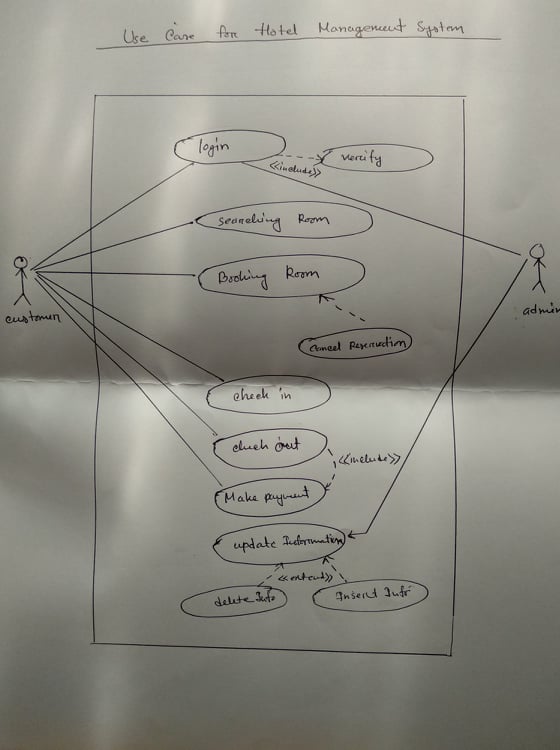 Use Case for Hotel Management System
login
verify
<<include>>
Searching Room
customer
admin
Booking Room
Cancel Reservation
check in
check out
<<include>>
Make payment
update Information
<<extend>>
delete Info
Insert Info